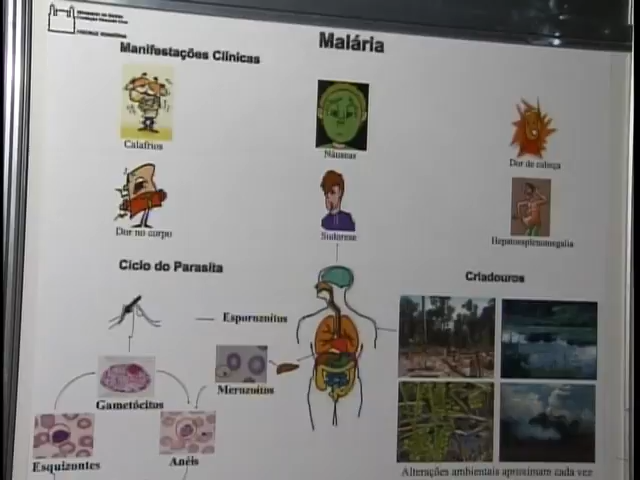 Malária
Manifestações Clínicas
Calafrios
Náuseas
Dor de cabeça
Dor no corpo
Sudorese
Hepatoesplenomegalia
Ciclo do Parasita
Criadouros
Esporozoítos
Merozoítos
Gametócitos
Esquizontes
Anéis
Alterações ambientais aproximam cada vez